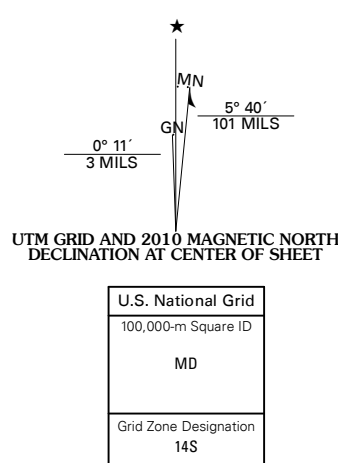 ★
MN
GN
5° 40´
101 MILS
0° 11´
3 MILS
UTM GRID AND 2010 MAGNETIC NORTH
DECLINATION AT CENTER OF SHEET
U.S. National Grid
100,000-m Square ID
MD
Grid Zone Designation
14S